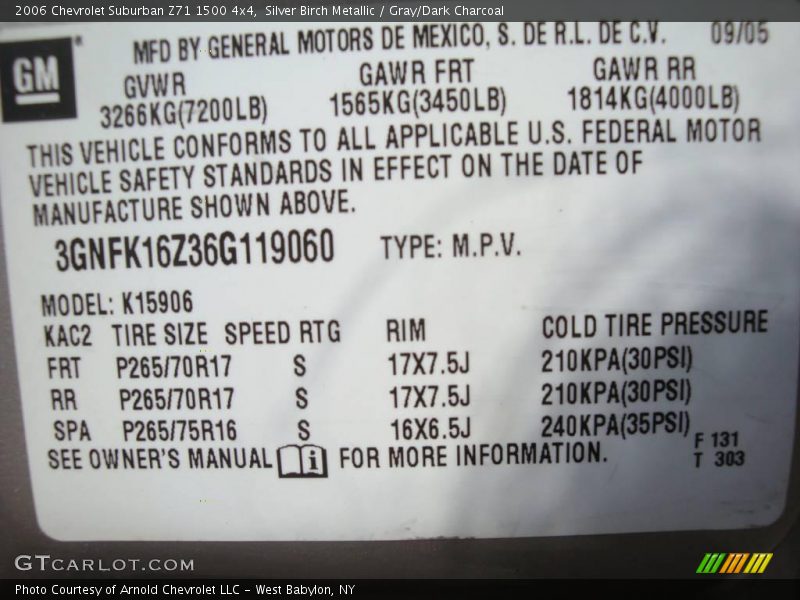 2006 Chevrolet Suburban Z71 1500 4x4, Silver Birch Metallic / Gray/Dark Charcoal
GM
MFD BY GENERAL MOTORS DE MEXICO, S. DE R.L. DE C.V. 09/05
GVWR GAWR FRT GAWR RR
3266KG(7200LB) 1565KG(3450LB) 1814KG(4000LB)
THIS VEHICLE CONFORMS TO ALL APPLICABLE U.S. FEDERAL MOTOR
VEHICLE SAFETY STANDARDS IN EFFECT ON THE DATE OF
MANUFACTURE SHOWN ABOVE.
3GNFK16Z36G119060 TYPE: M.P.V.
MODEL: K15906
KAC2 TIRE SIZE SPEED RTG RIM COLD TIRE PRESSURE
FRT P265/70R17 S 17X7.5J 210KPA(30PSI)
RR P265/70R17 S 17X7.5J 210KPA(30PSI)
SPA P265/75R16 S 16X6.5J 240KPA(35PSI)
F 131
SEE OWNER'S MANUAL i FOR MORE INFORMATION. T 303
GTCARLOT.COM
Photo Courtesy of Arnold Chevrolet LLC - West Babylon, NY